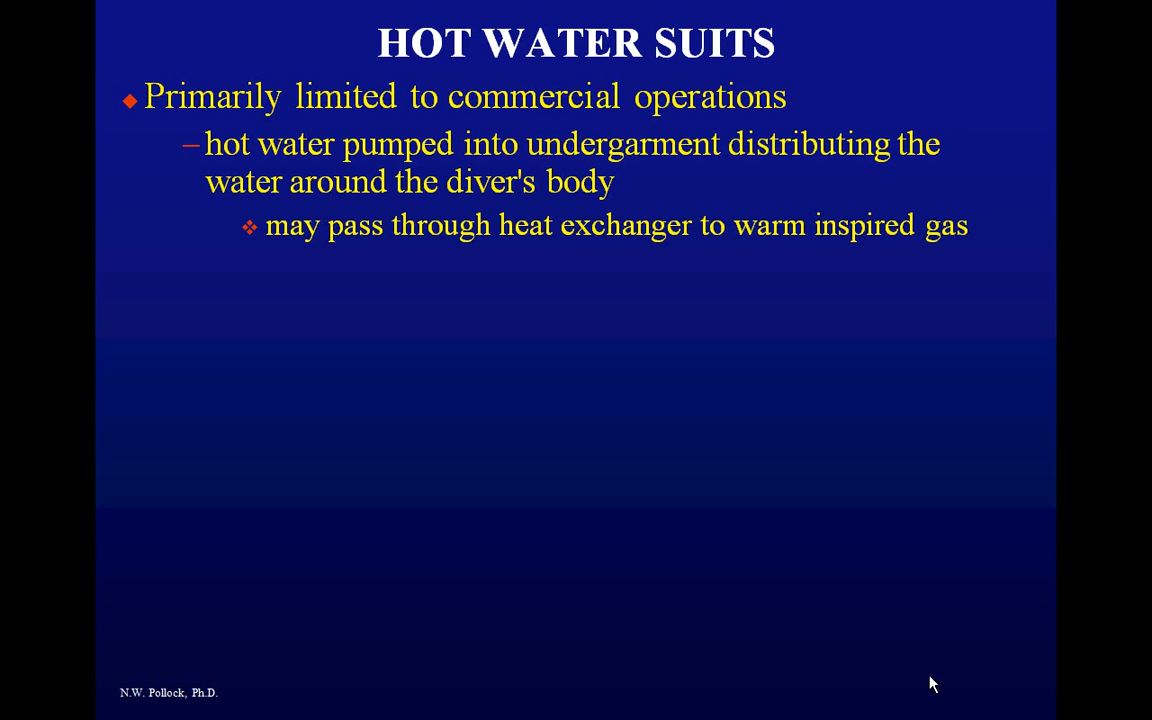 HOT WATER SUITS
Primarily limited to commercial operations
–hot water pumped into undergarment distributing the
water around the diver's body
may pass through heat exchanger to warm inspired gas
N.W. Pollock, Ph.D.